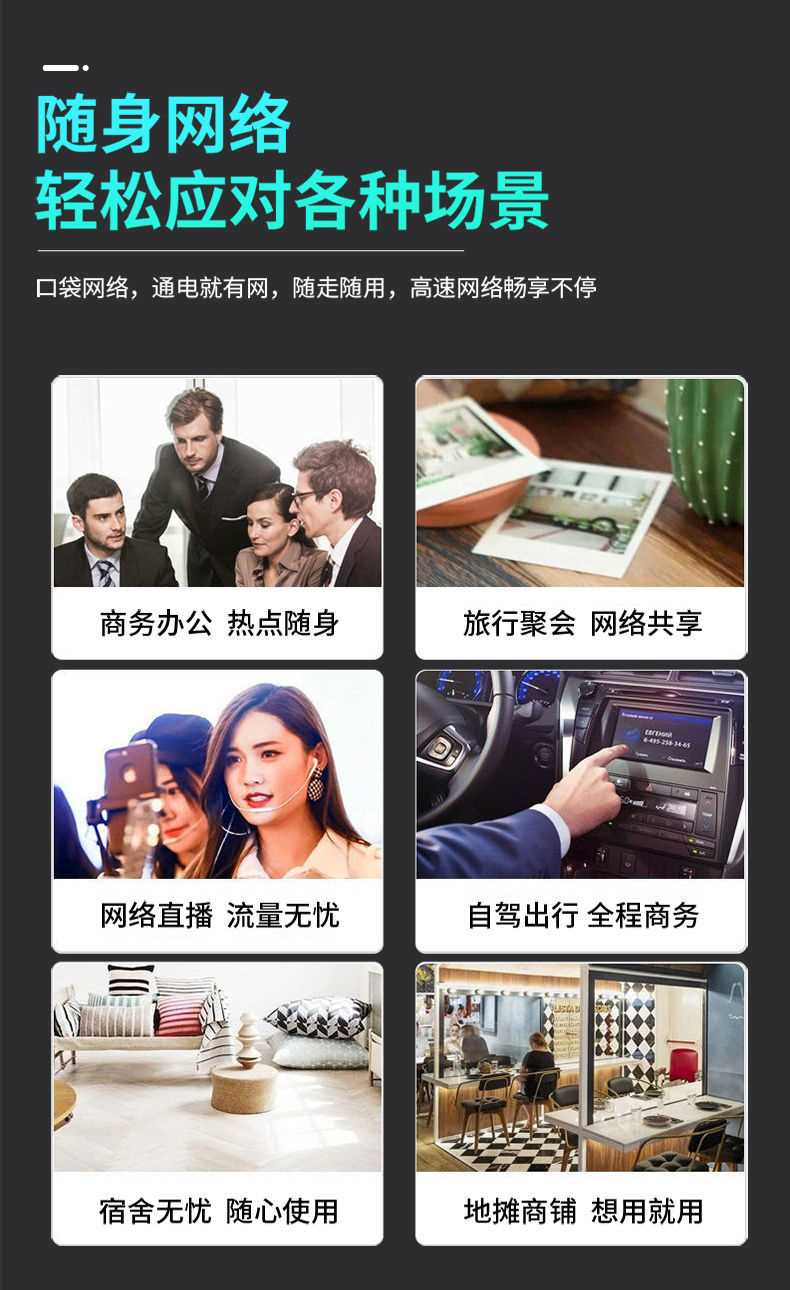 随身网络
轻松应对各种场景
口袋网络，通电就有网，随走随用，高速网络畅享不停
商务办公 热点随身
旅行聚会 网络共享
ЕВГЕНИЙ
8-495-258-34-65
网络直播 流量无忧
自驾出行 全程商务
宿舍无忧 随心使用
地摊商铺 想用就用